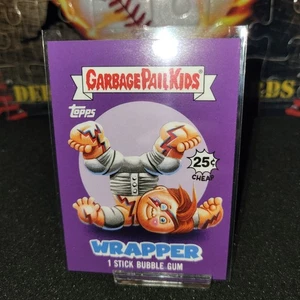 GARBAGE PAIL KIDS
Topps
25¢
CHEAP
WRAPPER
1 STICK BUBBLE GUM